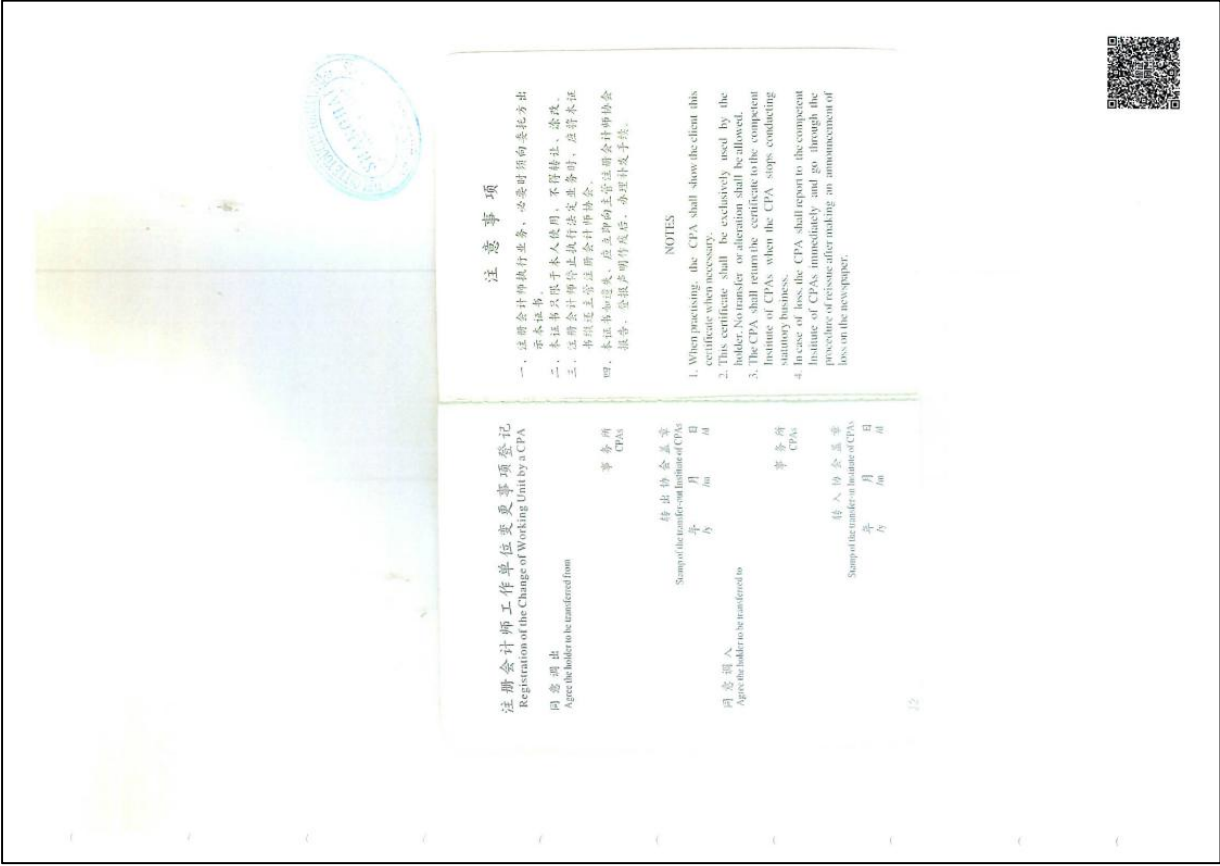 注册会计师工作单位变更事项登记
Registration of the Change of Working Unit by a CPA
同意调出
Agree the holder to be transferred from
事务所
CPAs
转出协会盖章
Stamp of the transfer-out Institute of CPAs
年 月 日
/y /m /d
同意调入
Agree the holder to be transferred to
事务所
CPAs
转入协会盖章
Stamp of the transfer-in Institute of CPAs
年 月 日
/y /m /d
12
注意事项
一、注册会计师执行业务，必要时须向委托方出
示本证书。
二、本证书只限于本人使用，不得转让、涂改。
三、注册会计师停止执行法定业务时，应将本证
书缴还主管注册会计师协会。
四、本证书如遗失，应立即向主管注册会计师协会
报告，登报声明作废后，办理补发手续。
NOTES
1. When practising, the CPA shall show the client this
certificate when necessary.
2. This certificate shall be exclusively used by the
holder. No transfer or alteration shall be allowed.
3. The CPA shall return the certificate to the competent
Institute of CPAs when the CPA stops conducting
statutory business.
4. In case of loss, the CPA shall report to the competent
Institute of CPAs immediately and go through the
procedure of reissue after making an announcement of
loss on the newspaper.
SHANGHAI